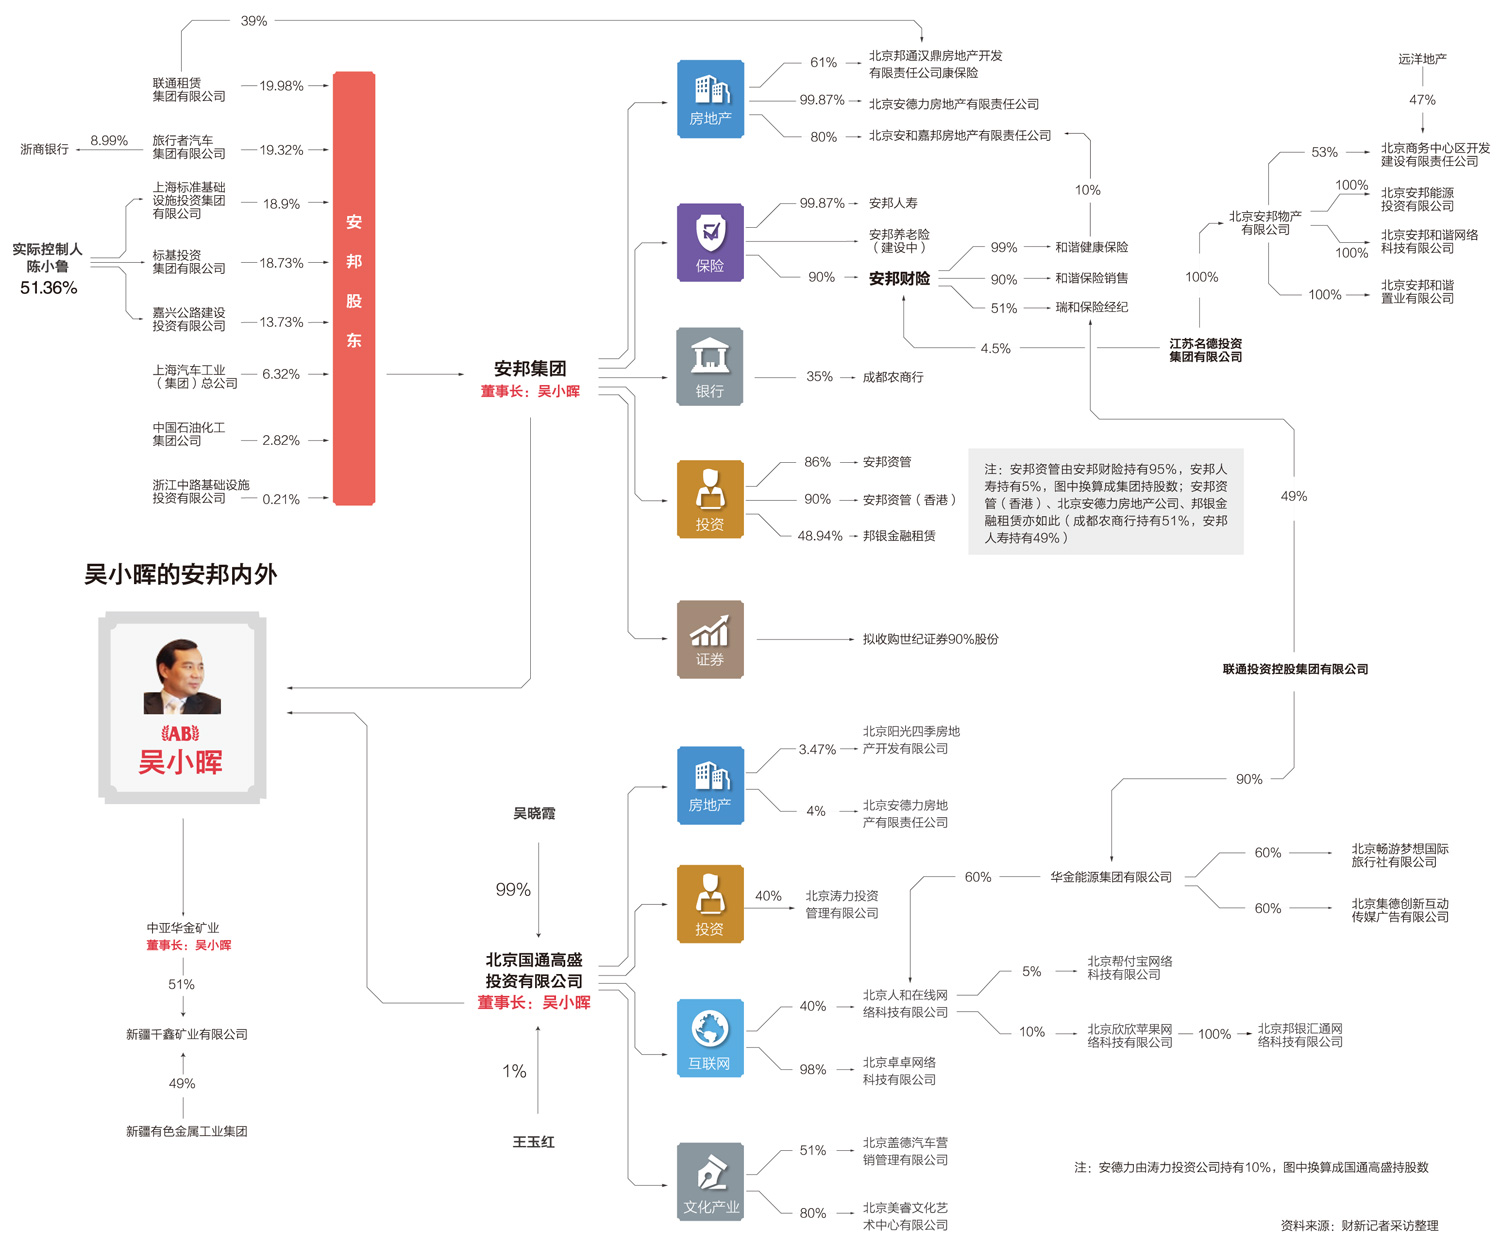 39%
联通租赁
集团有限公司
19.98%
浙商银行
8.99%
旅行者汽车
集团有限公司
19.32%
上海标准基础
设施投资集团
有限公司
18.9%
实际控制人
陈小鲁
51.36%
标基投资
集团有限公司
18.73%
嘉兴公路建设
投资有限公司
13.73%
上海汽车工业
（集团）总公司
6.32%
中国石油化工
集团公司
2.82%
浙江中路基础设施
投资有限公司
0.21%
安
邦
股
东
安邦集团
董事长：吴小晖
房地产
61%
北京邦通汉鼎房地产开发
有限责任公司康保险
99.87%
北京安德力房地产有限责任公司
80%
北京安和嘉邦房地产有限责任公司
保险
99.87%
安邦人寿
安邦养老险
（建设中）
90%
安邦财险
99%
和谐健康保险
90%
和谐保险销售
51%
瑞和保险经纪
10%
4.5%
江苏名德投资
集团有限公司
100%
北京安邦物产
有限公司
远洋地产
47%
53%
北京商务中心区开发
建设有限责任公司
100%
北京安邦能源
投资有限公司
100%
北京安邦和谐网络
科技有限公司
100%
北京安邦和谐
置业有限公司
银行
35%
成都农商行
投资
86%
安邦资管
90%
安邦资管（香港）
48.94%
邦银金融租赁
注：安邦资管由安邦财险持有95%，安邦人
寿持有5%，图中换算成集团持股数；安邦资
管（香港）、北京安德力房地产公司、邦银金
融租赁亦如此（成都农商行持有51%，安邦
人寿持有49%）
49%
证券
拟收购世纪证券90%股份
联通投资控股集团有限公司
90%
吴小晖的安邦内外
AB
吴小晖
中亚华金矿业
董事长：吴小晖
51%
新疆千鑫矿业有限公司
49%
新疆有色金属工业集团
吴晓霞
99%
北京国通高盛
投资有限公司
董事长：吴小晖
1%
王玉红
房地产
3.47%
北京阳光四季房地
产开发有限公司
4%
北京安德力房地
产有限责任公司
投资
40%
北京涛力投资
管理有限公司
60%
华金能源集团有限公司
60%
北京畅游梦想国际
旅行社有限公司
60%
北京集德创新互动
传媒广告有限公司
互联网
40%
北京人和在线网
络科技有限公司
5%
北京帮付宝网络
科技有限公司
10%
北京欣欣苹果网
络科技有限公司
100%
北京邦银汇通网
络科技有限公司
98%
北京卓卓网络
科技有限公司
文化产业
51%
北京盖德汽车营
销管理有限公司
80%
北京美睿文化艺
术中心有限公司
注：安德力由涛力投资公司持有10%，图中换算成国通高盛持股数
资料来源：财新记者采访整理